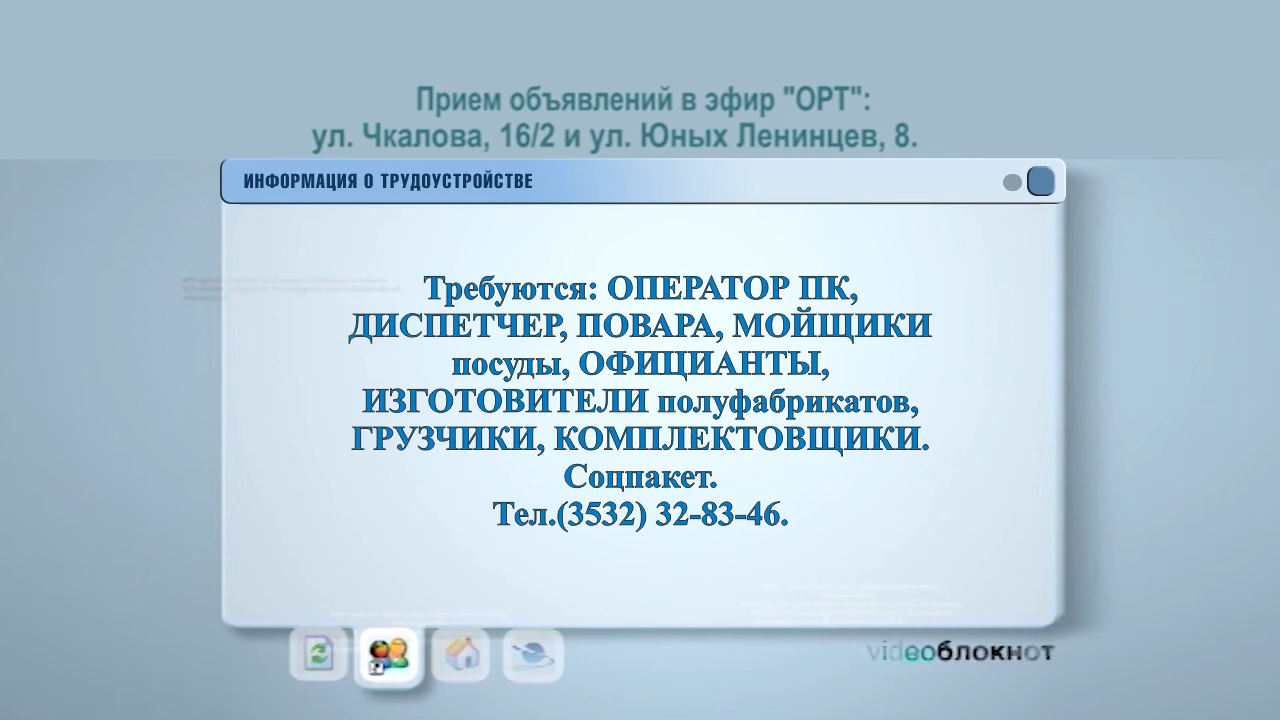 Прием объявлений в эфир "ОРТ":
ул. Чкалова, 16/2 и ул. Юных Ленинцев, 8.
ИНФОРМАЦИЯ О ТРУДОУСТРОЙСТВЕ
Требуются: ОПЕРАТОР ПК,
ДИСПЕТЧЕР, ПОВАРА, МОЙЩИКИ
посуды, ОФИЦИАНТЫ,
ИЗГОТОВИТЕЛИ полуфабрикатов,
ГРУЗЧИКИ, КОМПЛЕКТОВЩИКИ.
Соцпакет.
Тел.(3532) 32-83-46.
videoблокнот